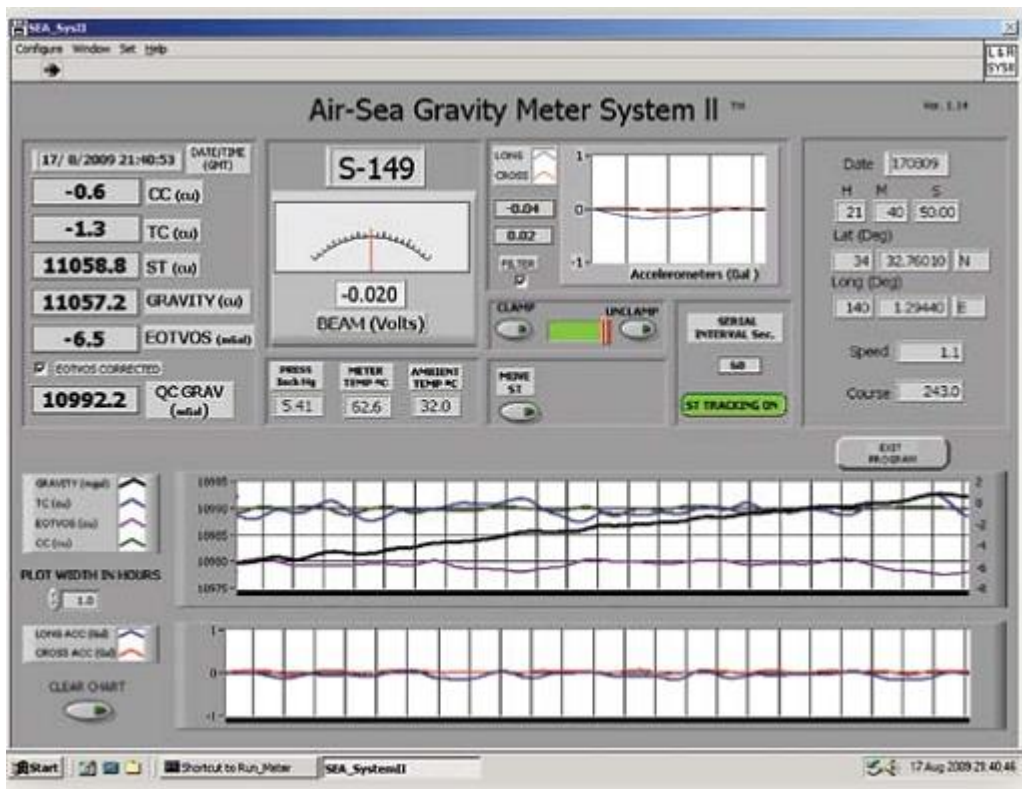 SEA_SysII
Configure Window Set Help
L & R
SYSII
Air-Sea Gravity Meter System II ™
Ver. 1.14
17/ 8/2009 21:40:53 DATE/TIME (GMT)
-0.6 CC (cu)
-1.3 TC (cu)
11058.8 ST (cu)
11057.2 GRAVITY (cu)
-6.5 EOTVOS (mGal)
EOTVOS CORRECTED
10992.2 QC GRAV (mGal)
S-149
-0.020
BEAM (Volts)
PRESS Inch Hg
METER TEMP ºC
AMBIENT TEMP ºC
5.41 62.6 32.0
LONG
CROSS
-0.04
0.02
FILTER
1
0
-1
Accelerometers (Gal )
CLAMP UNCLAMP
MOVE ST
SERIAL INTERVAL Sec.
60
ST TRACKING ON
Date 170809
H M S
21 40 50.00
Lat (Deg)
34 32.76010 N
Long (Deg)
140 1.29440 E
Speed 1.1
Course 243.0
EXIT PROGRAM
GRAVITY (mgal)
TC (cu)
EOTVOS (cu)
CC (cu)
PLOT WIDTH IN HOURS
1.0
10995
10990
10985
10980
10975
2
0
-2
-4
-6
-8
LONG ACC (Gal)
CROSS ACC (Gal)
CLEAR CHART
1
0
-1
Start Shortcut to Run_Meter SEA_SystemII 17 Aug 2009 21:40:46